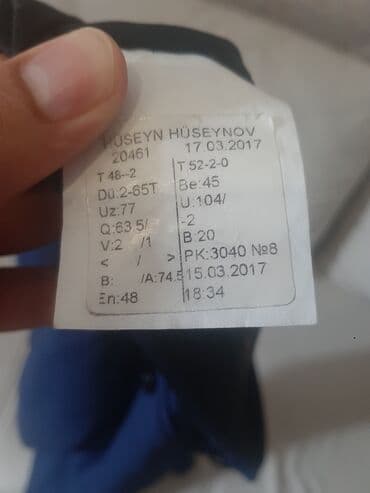 HÜSEYN HÜSEYNOV
20461 17.03.2017
T 48--2 T:52-2-0
Dü:2-65T Be:45
Uz:77 U:104/
Q:63.5/ -2
V:2 /1 B:20
< / > PK:3040 №8
B: /A:74.5 15.03.2017
En:48 18:34